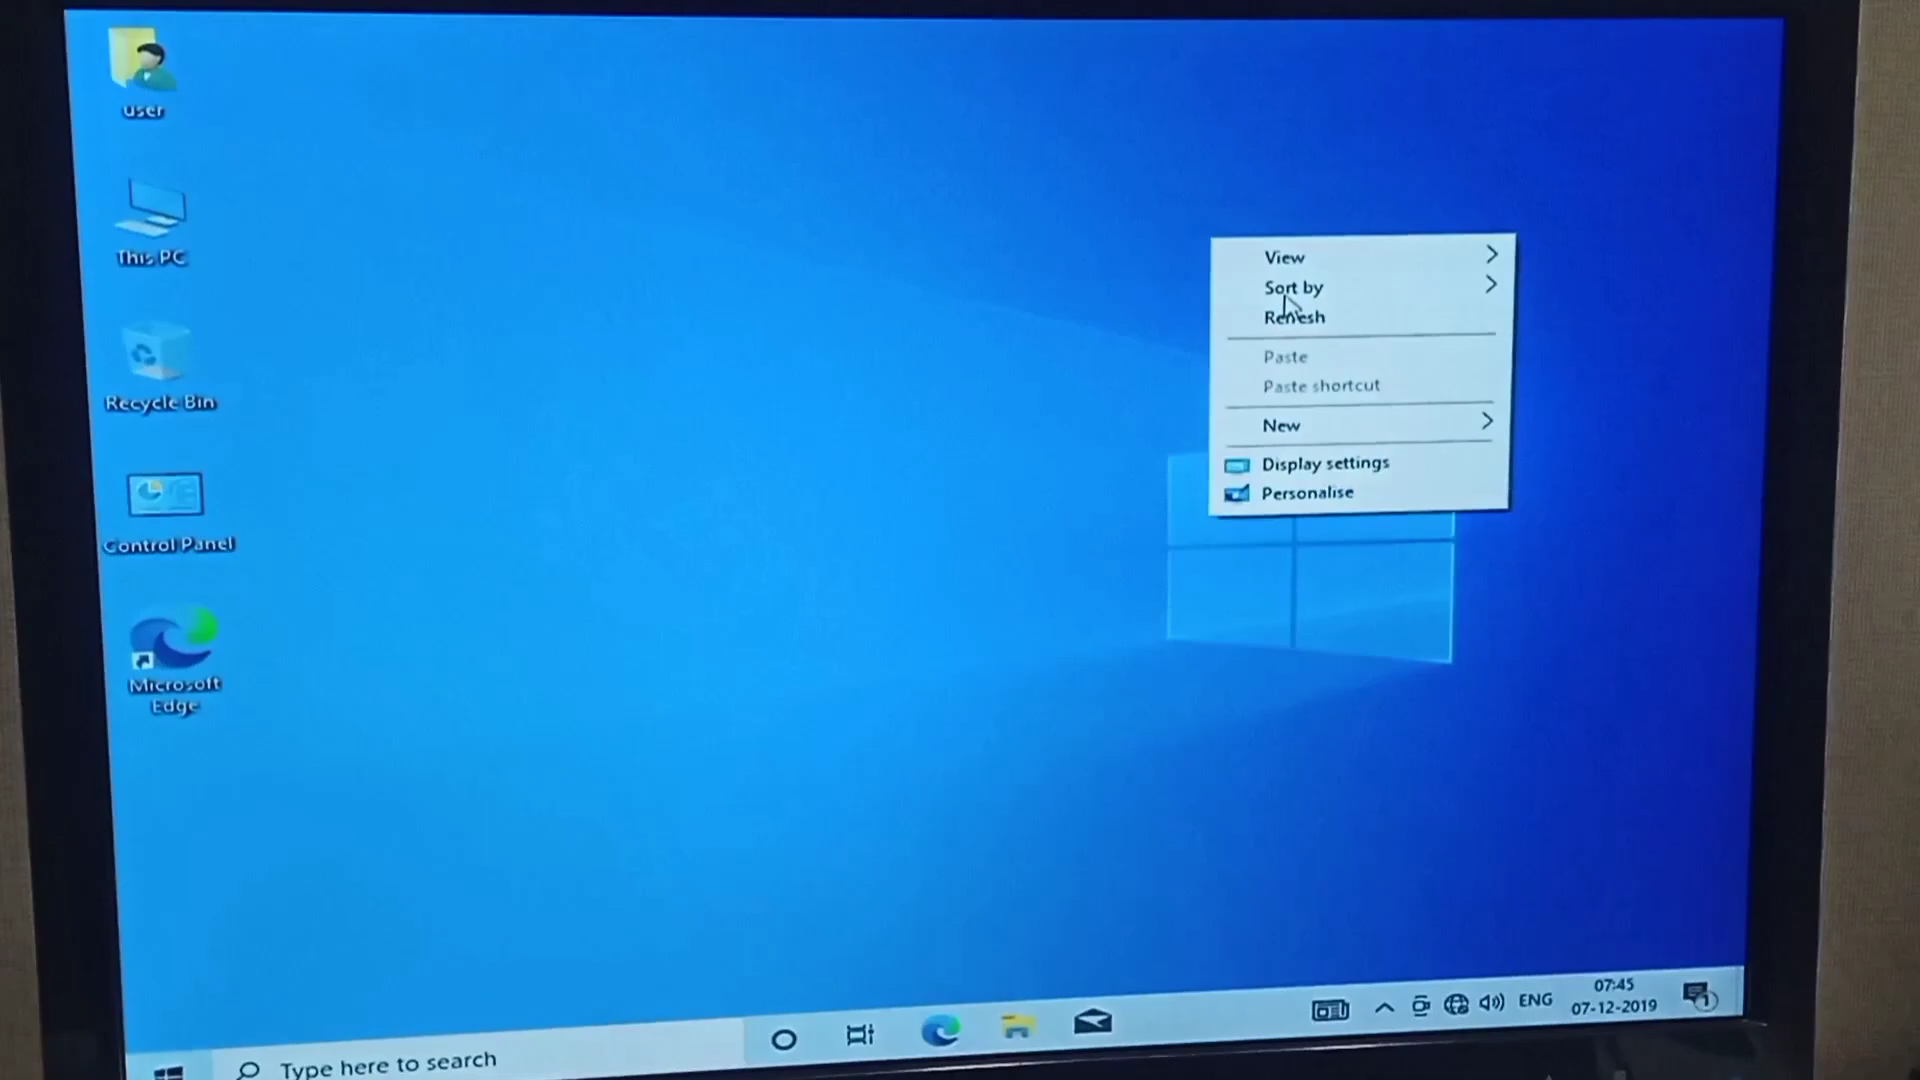 user
This PC
Recycle Bin
Control Panel
Microsoft
Edge
View
Sort by
Refresh
Paste
Paste shortcut
New
Display settings
Personalise
Type here to search
ENG
07:45
07-12-2019
1